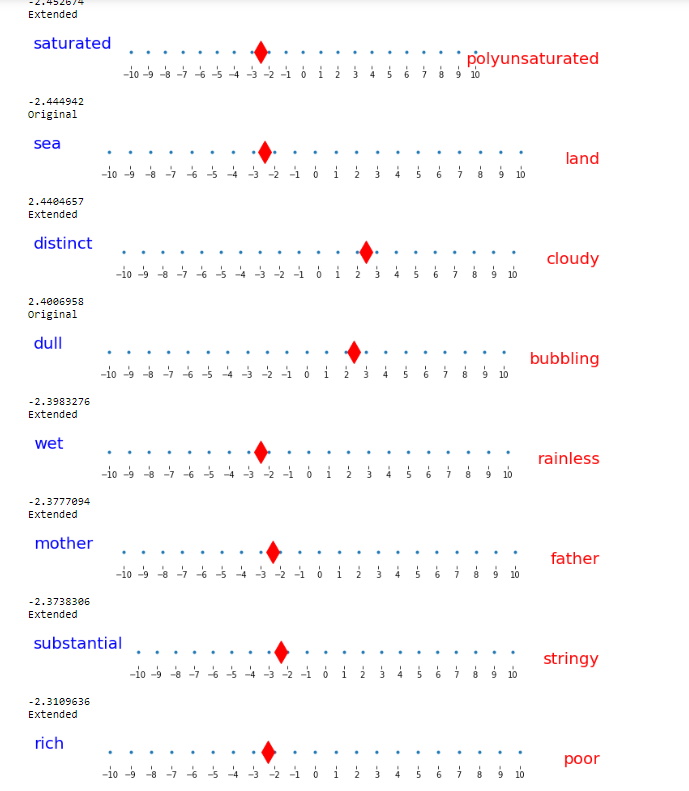 -2.452674
Extended
saturated
−10 −9 −8 −7 −6 −5 −4 −3 −2 −1 0 1 2 3 4 5 6 7 8 9 10
polyunsaturated
-2.444942
Original
sea
−10 −9 −8 −7 −6 −5 −4 −3 −2 −1 0 1 2 3 4 5 6 7 8 9 10
land
2.4404657
Extended
distinct
−10 −9 −8 −7 −6 −5 −4 −3 −2 −1 0 1 2 3 4 5 6 7 8 9 10
cloudy
2.4006958
Original
dull
−10 −9 −8 −7 −6 −5 −4 −3 −2 −1 0 1 2 3 4 5 6 7 8 9 10
bubbling
-2.3983276
Extended
wet
−10 −9 −8 −7 −6 −5 −4 −3 −2 −1 0 1 2 3 4 5 6 7 8 9 10
rainless
-2.3777094
Extended
mother
−10 −9 −8 −7 −6 −5 −4 −3 −2 −1 0 1 2 3 4 5 6 7 8 9 10
father
-2.3738306
Extended
substantial
−10 −9 −8 −7 −6 −5 −4 −3 −2 −1 0 1 2 3 4 5 6 7 8 9 10
stringy
-2.3109636
Extended
rich
−10 −9 −8 −7 −6 −5 −4 −3 −2 −1 0 1 2 3 4 5 6 7 8 9 10
poor